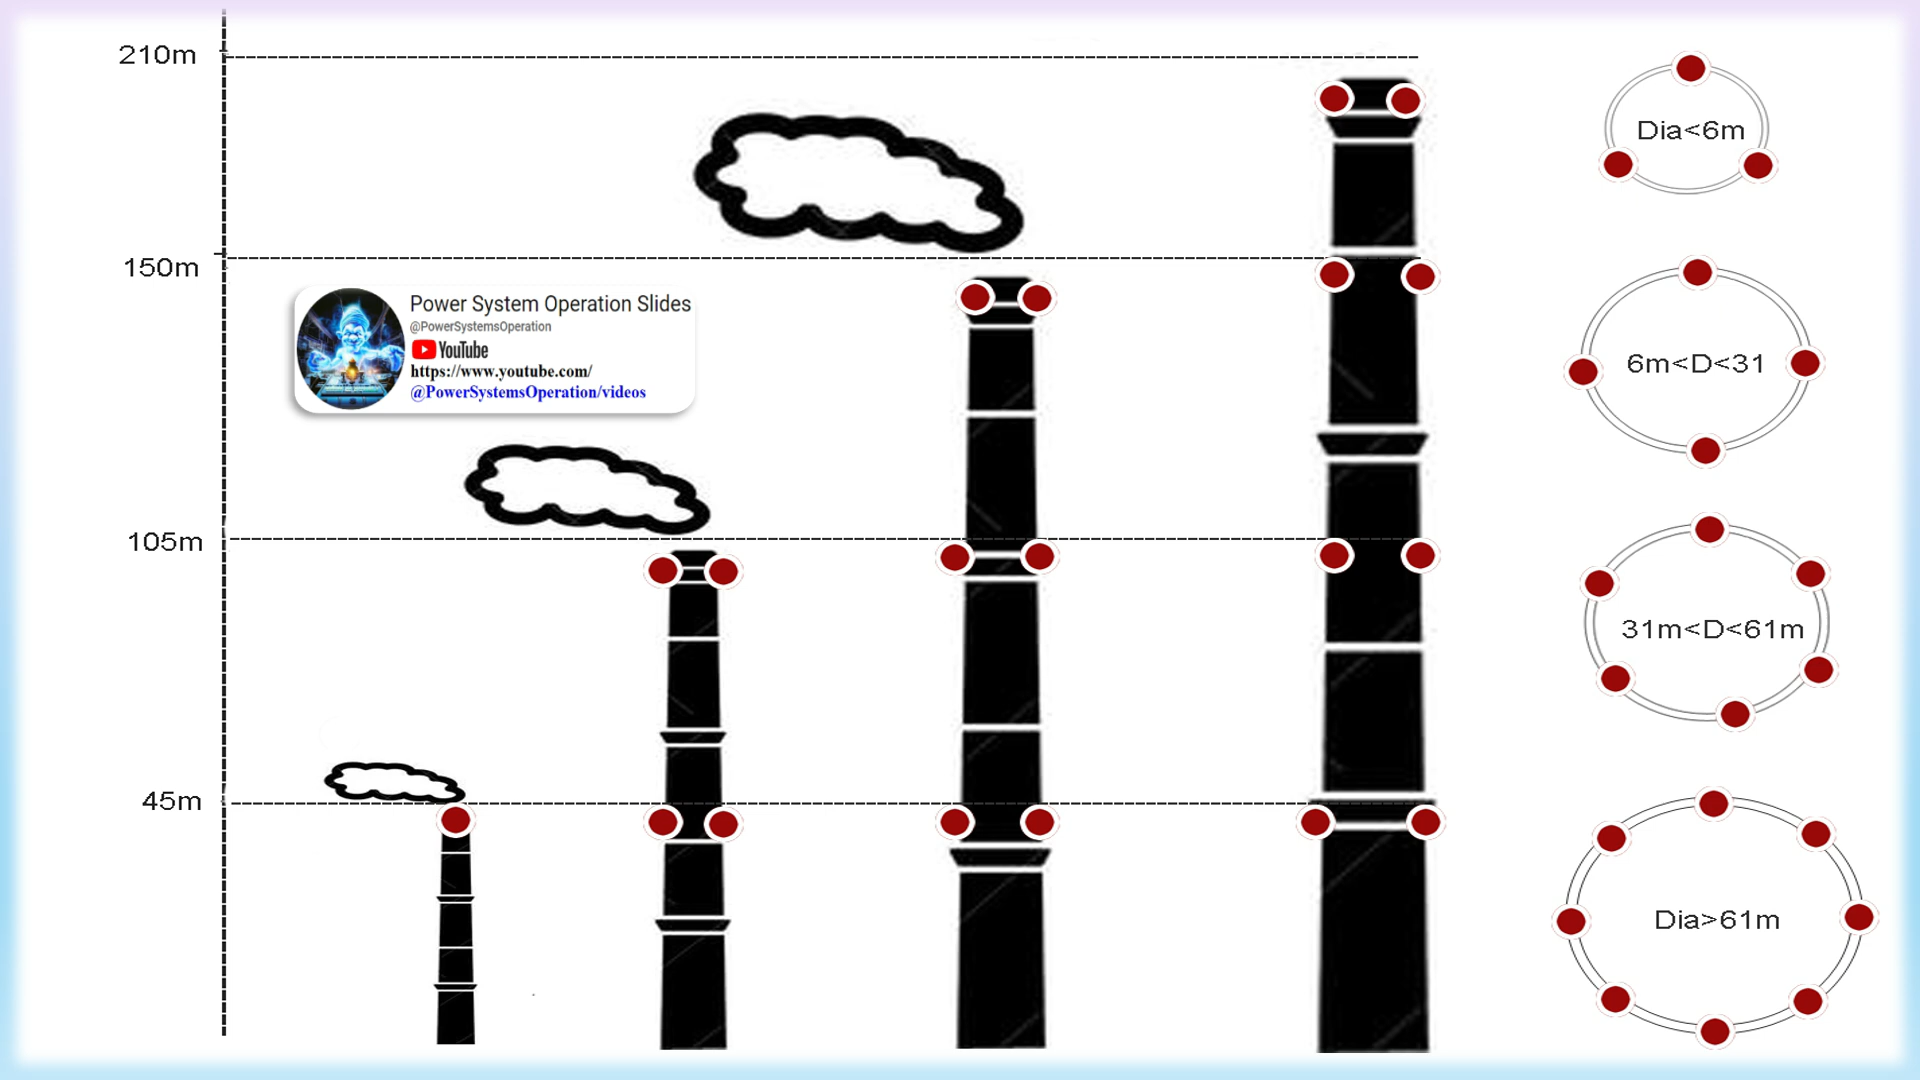 210m
150m
105m
45m
Power System Operation Slides
@PowerSystemsOperation
YouTube
https://www.youtube.com/
@PowerSystemsOperation/videos
Dia<6m
6m<D<31
31m<D<61m
Dia>61m